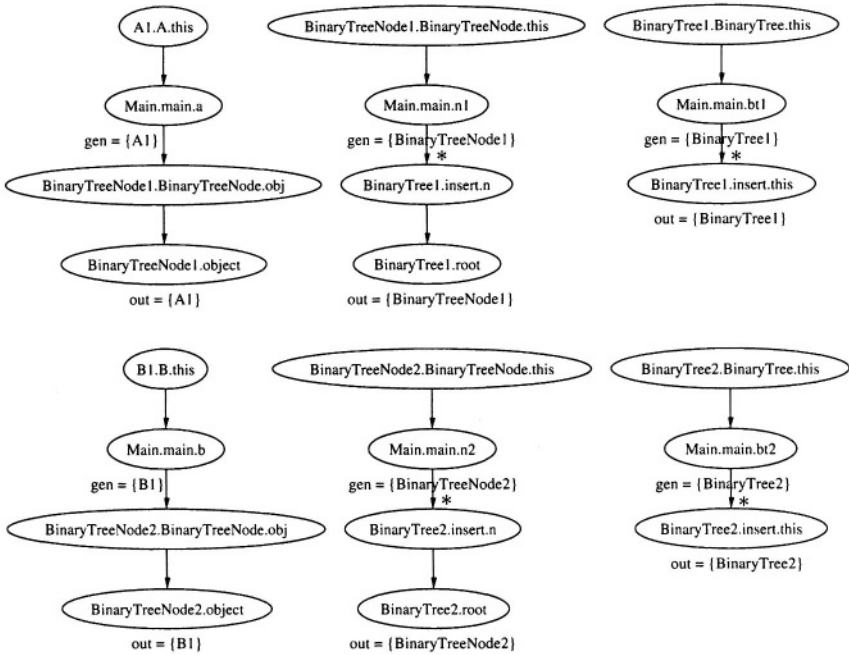 A1.A.this
Main.main.a
gen = {A1}
BinaryTreeNode1.BinaryTreeNode.obj
BinaryTreeNode1.object
out = {A1}
BinaryTreeNode1.BinaryTreeNode.this
Main.main.n1
gen = {BinaryTreeNode1}
*
BinaryTree1.insert.n
BinaryTree1.root
out = {BinaryTreeNode1}
BinaryTree1.BinaryTree.this
Main.main.bt1
gen = {BinaryTree1}
*
BinaryTree1.insert.this
out = {BinaryTree1}
B1.B.this
Main.main.b
gen = {B1}
BinaryTreeNode2.BinaryTreeNode.obj
BinaryTreeNode2.object
out = {B1}
BinaryTreeNode2.BinaryTreeNode.this
Main.main.n2
gen = {BinaryTreeNode2}
*
BinaryTree2.insert.n
BinaryTree2.root
out = {BinaryTreeNode2}
BinaryTree2.BinaryTree.this
Main.main.bt2
gen = {BinaryTree2}
*
BinaryTree2.insert.this
out = {BinaryTree2}